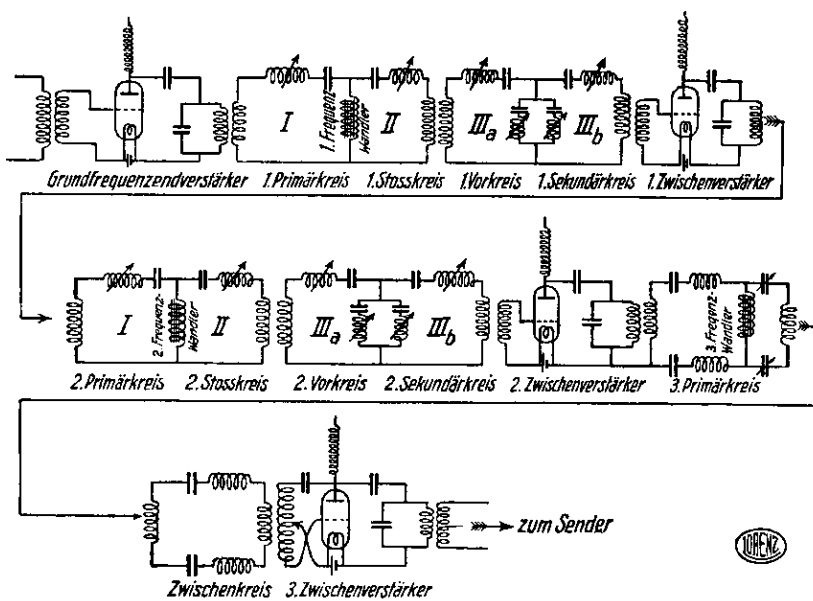 I
1. Frequenz-
Wandler
II
IIIa
IIIb
Grundfrequenzendverstärker
1. Primärkreis
1. Stosskreis
1. Vorkreis
1. Sekundärkreis
1. Zwischenverstärker
I
2. Frequenz-
Wandler
II
IIIa
IIIb
3. Frequenz-
Wandler
2. Primärkreis
2. Stosskreis
2. Vorkreis
2. Sekundärkreis
2. Zwischenverstärker
3. Primärkreis
zum Sender
LORENZ
Zwischenkreis
3. Zwischenverstärker